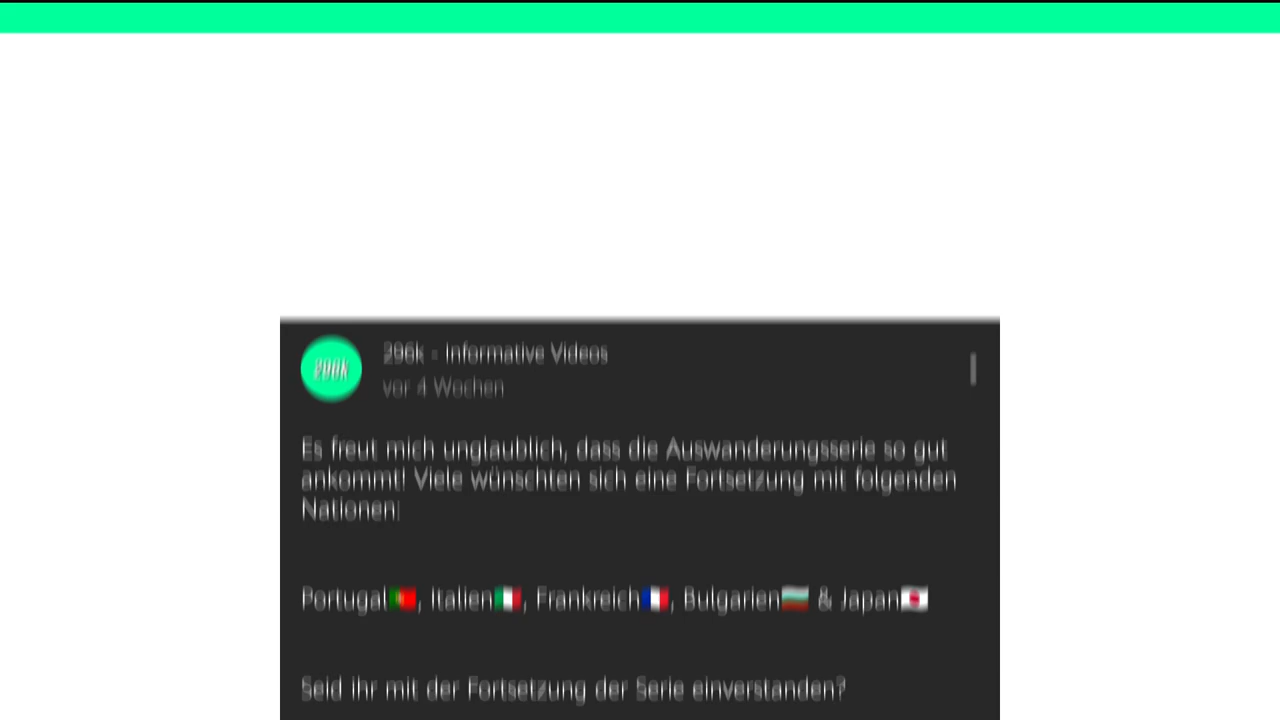 296k
296k - Informative Videos
vor 4 Wochen
Es freut mich unglaublich, dass die Auswanderungsserie so gut
ankommt! Viele wünschten sich eine Fortsetzung mit folgenden
Nationen:
Portugal🇵🇹, Italien🇮🇹, Frankreich🇫🇷, Bulgarien🇧🇬 & Japan🇯🇵
Seid ihr mit der Fortsetzung der Serie einverstanden?